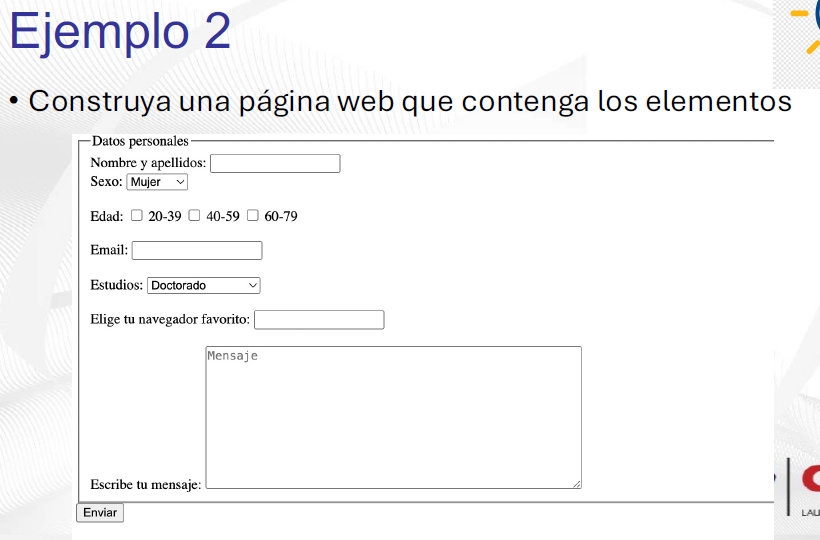 Ejemplo 2
• Construya una página web que contenga los elementos
Datos personales
Nombre y apellidos:
Sexo: Mujer
Edad: 20-39 40-59 60-79
Email:
Estudios: Doctorado
Elige tu navegador favorito:
Mensaje
Escribe tu mensaje:
Enviar